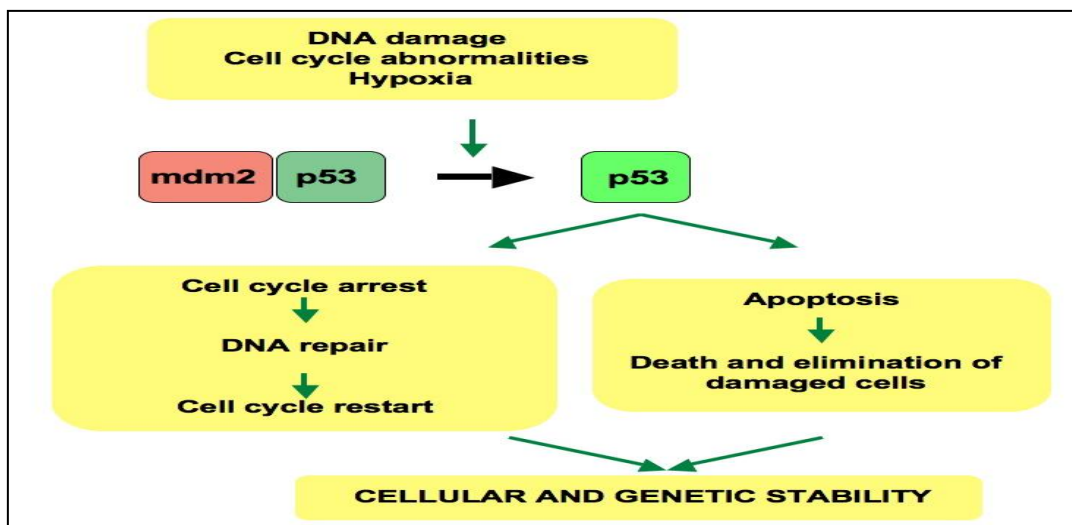 DNA damage
Cell cycle abnormalities
Hypoxia
mdm2 p53 p53
Cell cycle arrest
DNA repair
Cell cycle restart
Apoptosis
Death and elimination of
damaged cells
CELLULAR AND GENETIC STABILITY